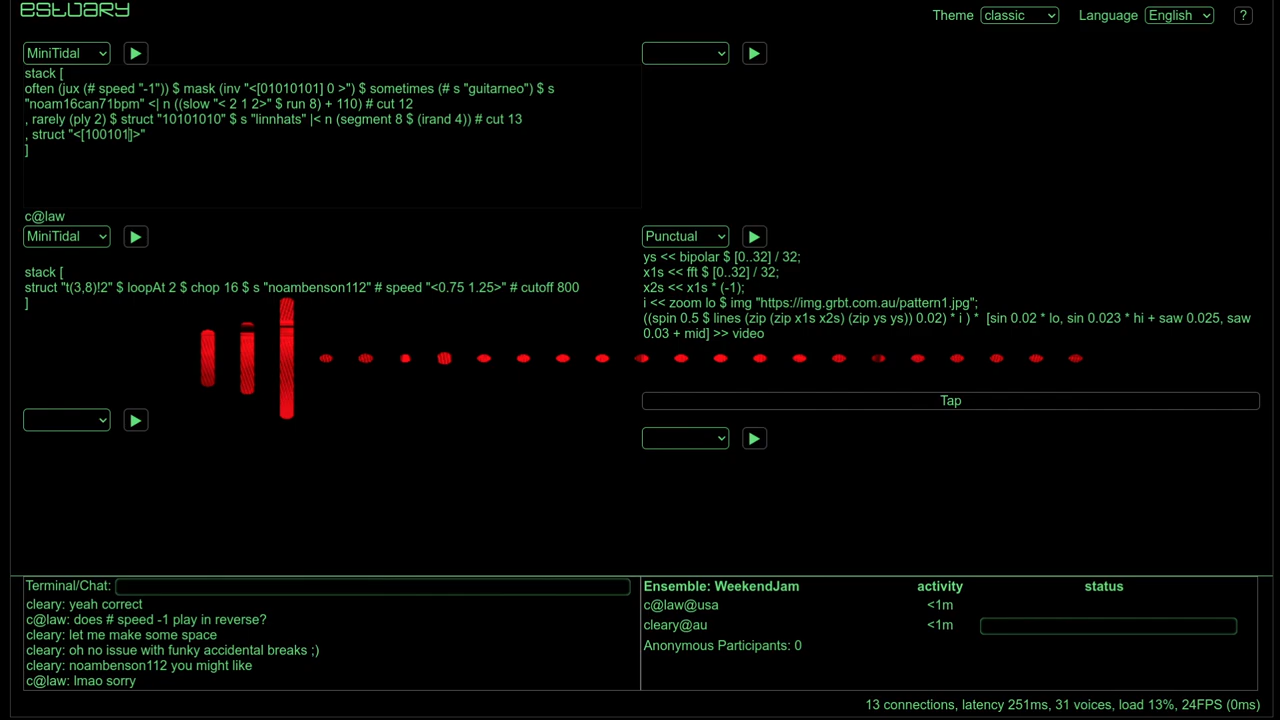 estuary
Theme classic Language English ?
MiniTidal
stack [
often (jux (# speed "-1")) $ mask (inv "<[01010101] 0 >") $ sometimes (# s "guitarneo") $ s
"noam16can71bpm" <| n ((slow "< 2 1 2>" $ run 8) + 110) # cut 12
, rarely (ply 2) $ struct "10101010" $ s "linnhats" |< n (segment 8 $ (irand 4)) # cut 13
, struct "<[100101]>"
]
c@law
MiniTidal
stack [
struct "t(3,8)!2" $ loopAt 2 $ chop 16 $ s "noambenson112" # speed "<0.75 1.25>" # cutoff 800
]
Punctual
ys << bipolar $ [0..32] / 32;
x1s << fft $ [0..32] / 32;
x2s << x1s * (-1);
i << zoom lo $ img "https://img.grbt.com.au/pattern1.jpg";
((spin 0.5 $ lines (zip (zip x1s x2s) (zip ys ys)) 0.02) * i ) * [sin 0.02 * lo, sin 0.023 * hi + saw 0.025, saw
0.03 + mid] >> video
Tap
Terminal/Chat:
cleary: yeah correct
c@law: does # speed -1 play in reverse?
cleary: let me make some space
cleary: oh no issue with funky accidental breaks ;)
cleary: noambenson112 you might like
c@law: lmao sorry
Ensemble: WeekendJam activity status
c@law@usa <1m
cleary@au <1m
Anonymous Participants: 0
13 connections, latency 251ms, 31 voices, load 13%, 24FPS (0ms)